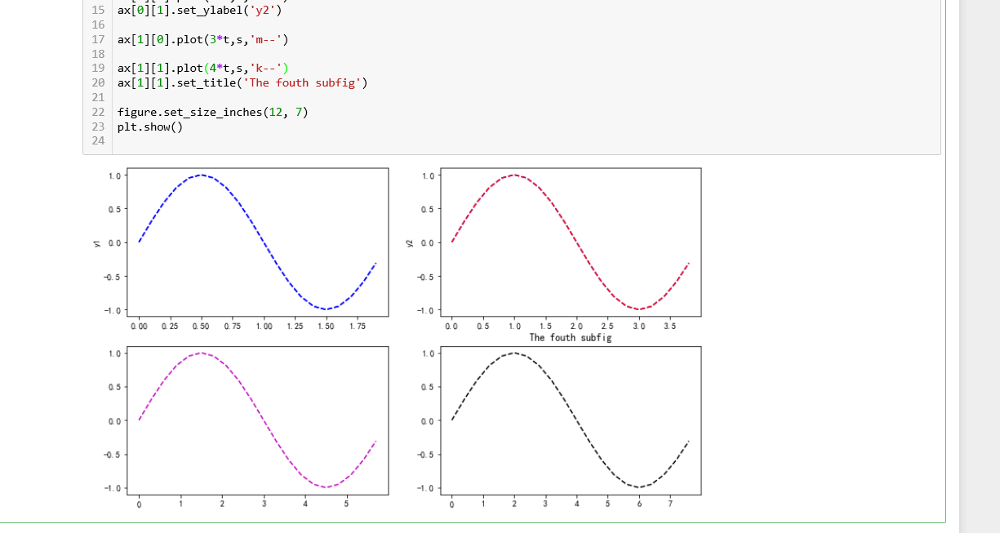 15 ax[0][1].set_ylabel('y2')
16
17 ax[1][0].plot(3*t,s,'m--')
18
19 ax[1][1].plot(4*t,s,'k--')
20 ax[1][1].set_title('The fouth subfig')
21
22 figure.set_size_inches(12, 7)
23 plt.show()
24
1.0
0.5
0.0
-0.5
-1.0
y1
0.00 0.25 0.50 0.75 1.00 1.25 1.50 1.75
1.0
0.5
0.0
-0.5
-1.0
y2
0.0 0.5 1.0 1.5 2.0 2.5 3.0 3.5
1.0
0.5
0.0
-0.5
-1.0
0 1 2 3 4 5
The fouth subfig
1.0
0.5
0.0
-0.5
-1.0
0 1 2 3 4 5 6 7